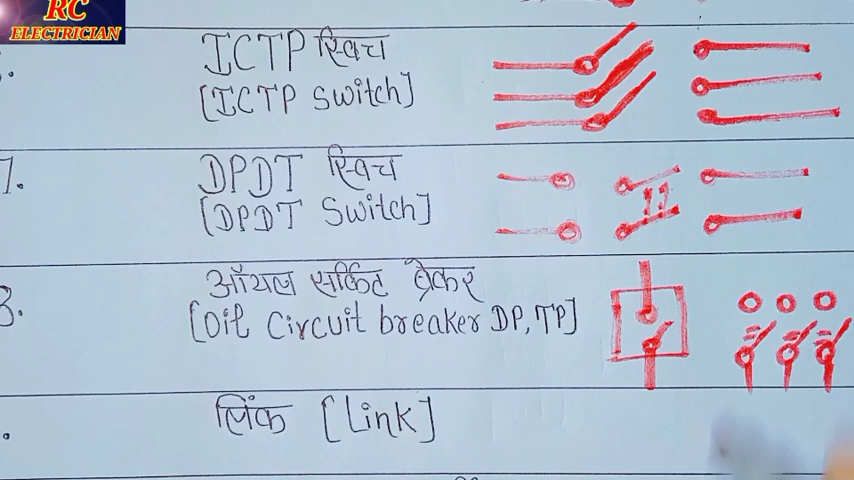 RC
ELECTRICIAN
ICTP स्विच
[ICTP Switch]
7.
DPDT स्विच
[DPDT Switch]
8.
ऑयल सर्किट ब्रेकर
[Oil Circuit breaker DP, TP]
लिंक [Link]